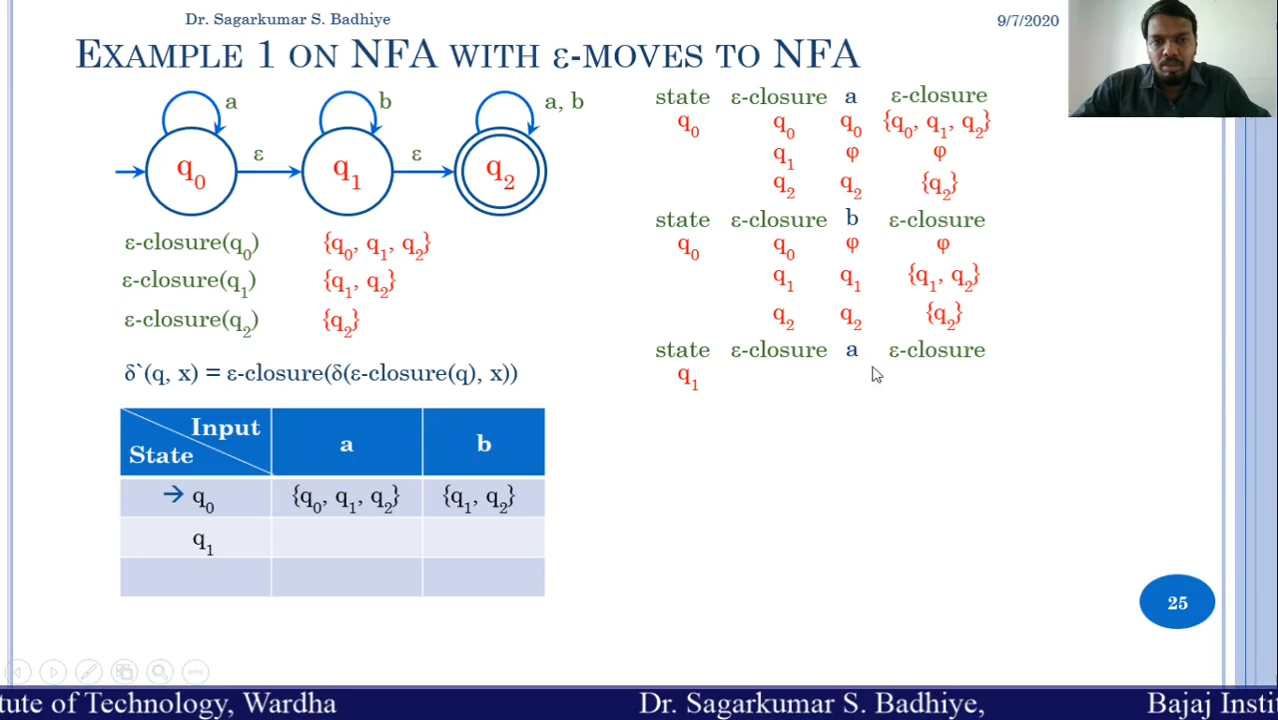 Dr. Sagarkumar S. Badhiye
9/7/2020
EXAMPLE 1 ON NFA WITH ε-MOVES TO NFA
a
b
a, b
ε
ε
q0
q1
q2
ε-closure(q0) {q0, q1, q2}
ε-closure(q1) {q1, q2}
ε-closure(q2) {q2}
δ`(q, x) = ε-closure(δ(ε-closure(q), x))
Input
State
a
b
→ q0 {q0, q1, q2} {q1, q2}
q1
state ε-closure a ε-closure
q0 q0 q0 {q0, q1, q2}
q1 φ φ
q2 q2 {q2}
state ε-closure b ε-closure
q0 q0 φ φ
q1 q1 {q1, q2}
q2 q2 {q2}
state ε-closure a ε-closure
q1
25
tute of Technology, Wardha Dr. Sagarkumar S. Badhiye, Bajaj Insti